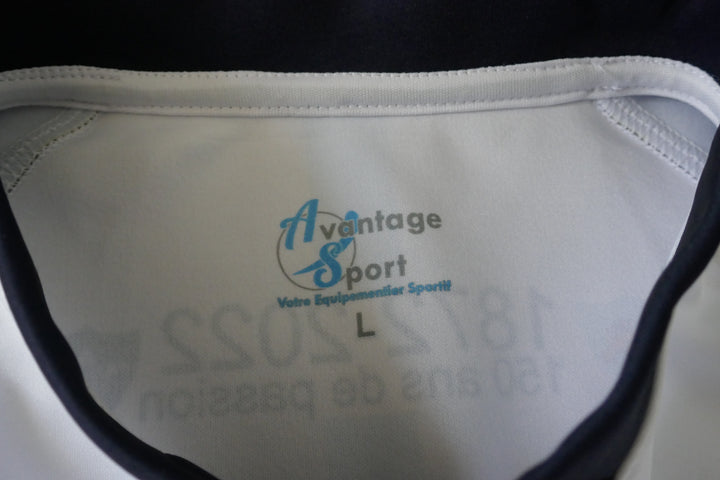 Avantage
Sport
Votre Equipementier Sportif
L
1872-2022
150 ans de passion